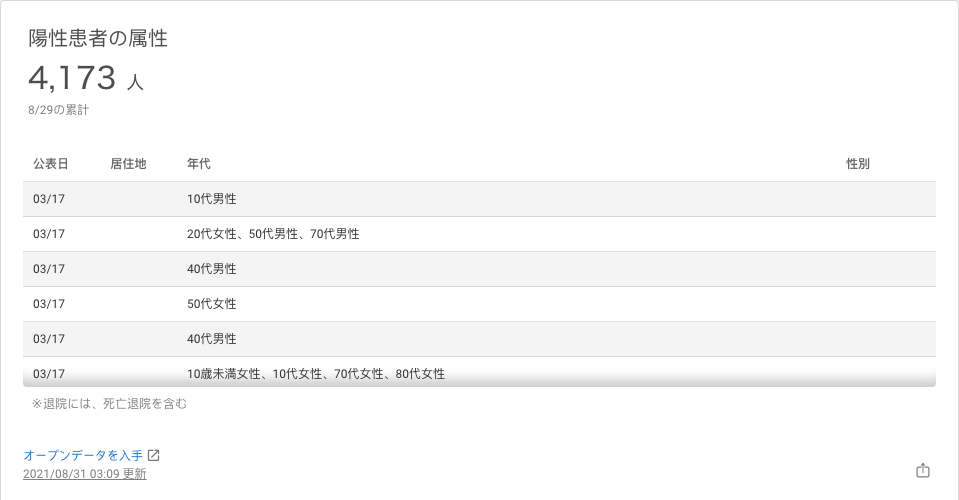 陽性患者の属性
4,173 人
8/29の累計
公表日 居住地 年代 性別
03/17 10代男性
03/17 20代女性、50代男性、70代男性
03/17 40代男性
03/17 50代女性
03/17 40代男性
03/17 10歳未満女性、10代女性、70代女性、80代女性
※退院には、死亡退院を含む
オープンデータを入手
2021/08/31 03:09 更新